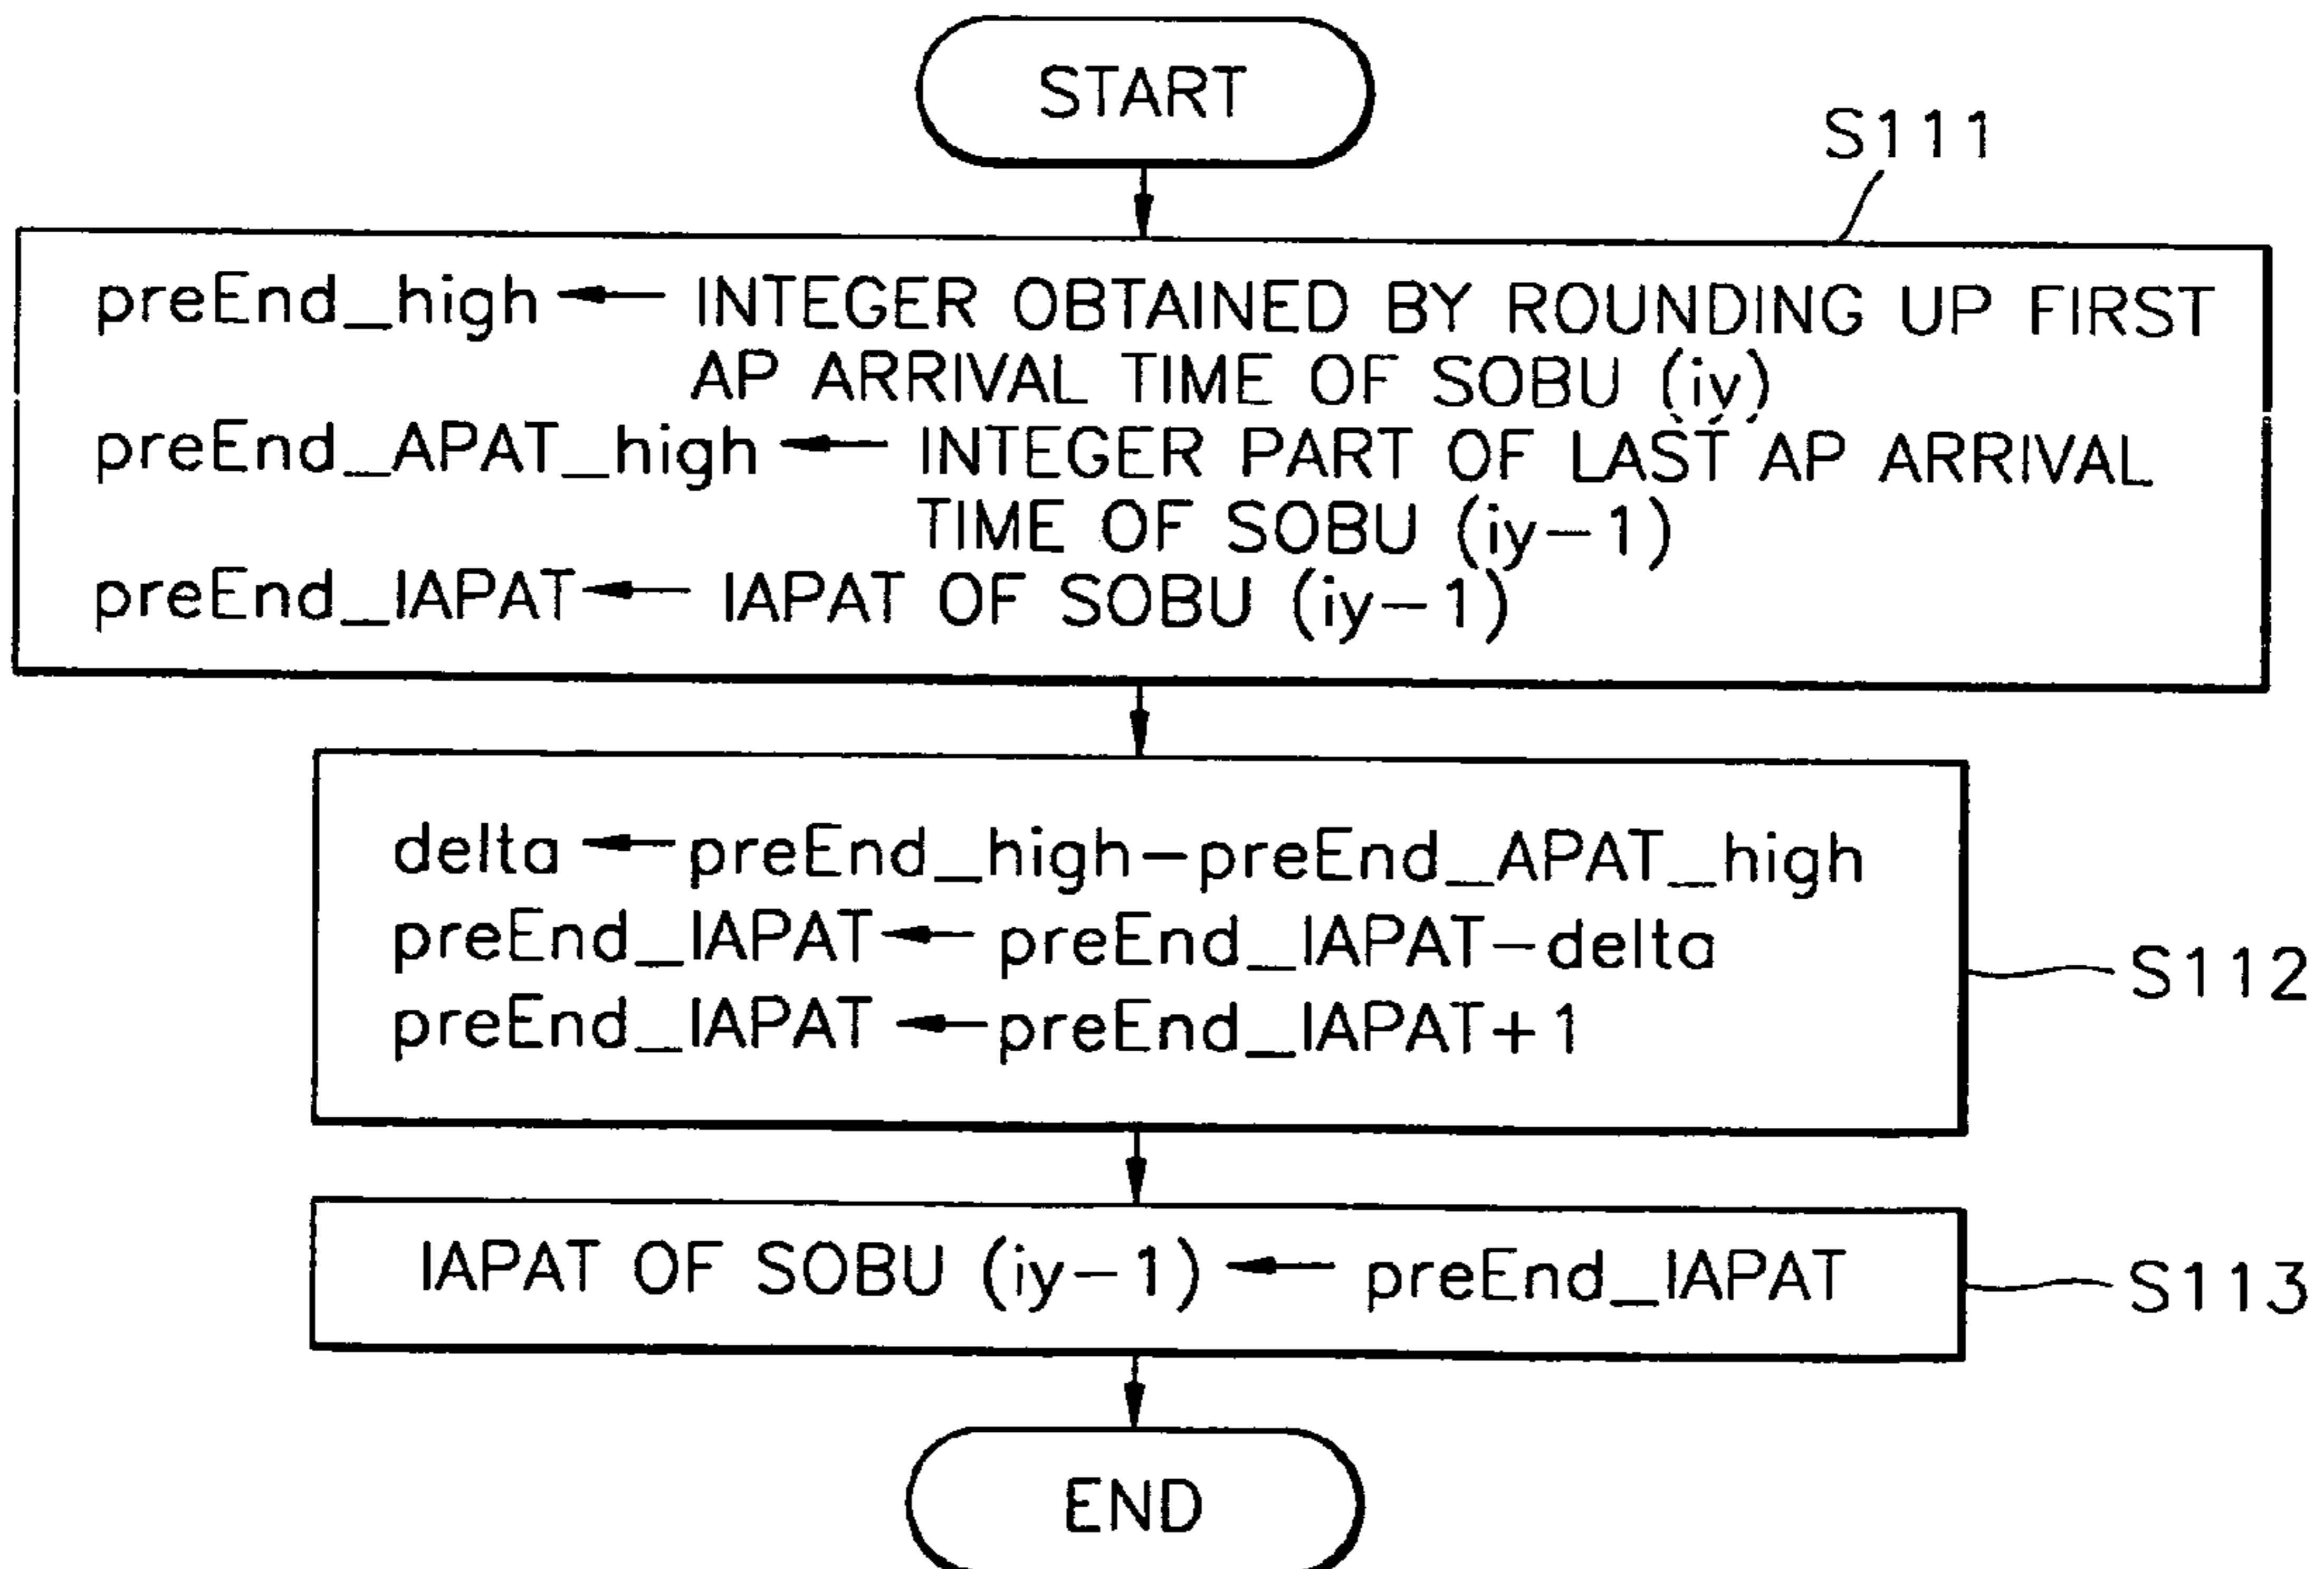 START
S111
preEnd_high ← INTEGER OBTAINED BY ROUNDING UP FIRST
AP ARRIVAL TIME OF SOBU (iy)
preEnd_APAT_high ← INTEGER PART OF LAST AP ARRIVAL
TIME OF SOBU (iy−1)
preEnd_IAPAT ← IAPAT OF SOBU (iy−1)
delta ← preEnd_high−preEnd_APAT_high
preEnd_IAPAT ← preEnd_IAPAT−delta
preEnd_IAPAT ← preEnd_IAPAT+1
S112
IAPAT OF SOBU (iy−1) ← preEnd_IAPAT
S113
END